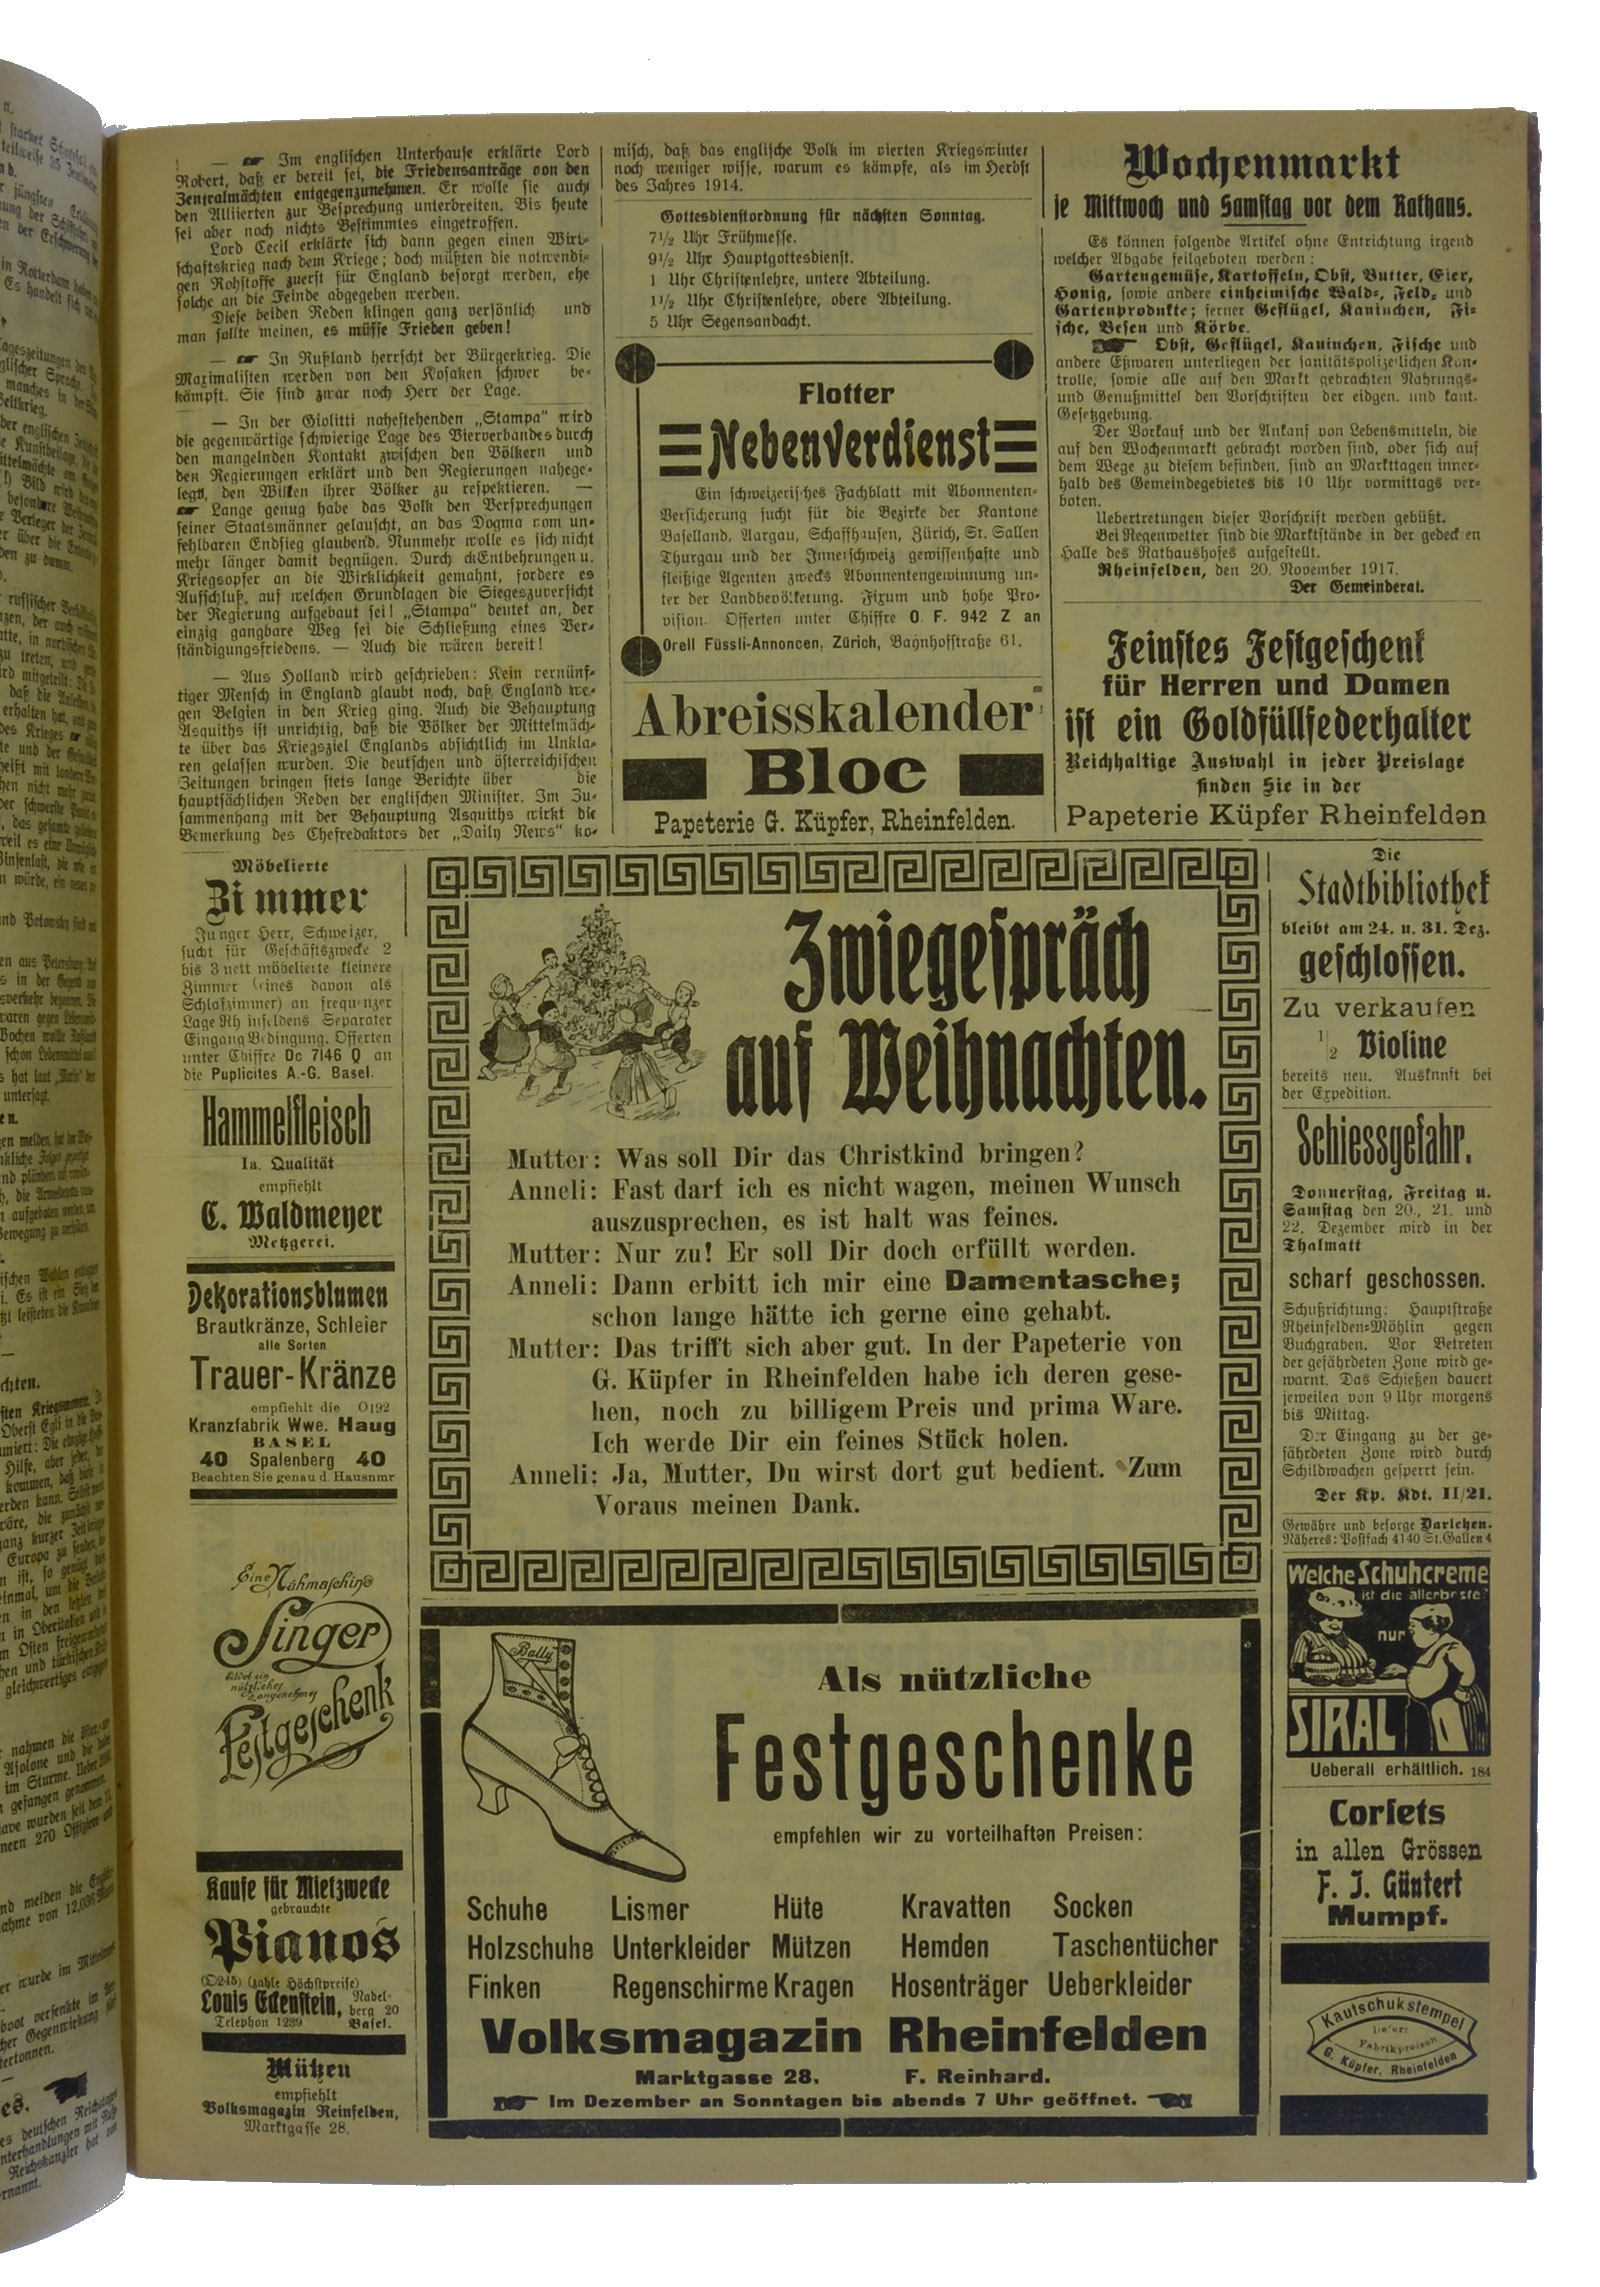 — Im englischen Unterhause erklärte Lord
Robert, daß er bereit sei, die Friedensanträge von den
Zentralmächten entgegenzunehmen. Er wolle sie auch
den Alliierten zur Besprechung unterbreiten. Bis heute
sei aber noch nichts Bestimmtes eingetroffen.
Lord Cecil erklärte sich dann gegen einen Wirt-
schaftskrieg nach dem Kriege; doch müßten die notwendi-
gen Rohstoffe zuerst für England besorgt werden, ehe
solche an die Feinde abgegeben werden.
Diese beiden Reden klingen ganz versönlich und
man sollte meinen, es müsse Frieden geben!
— In Rußland herrscht der Bürgerkrieg. Die
Maximalisten werden von den Kosaken schwer be-
kämpft. Sie sind zwar noch Herr der Lage.
— In der Giolitti nahestehenden „Stampa" wird
die gegenwärtige schwierige Lage des Vierverbandes durch
den mangelnden Kontakt zwischen den Völkern und
den Regierungen erklärt und den Regierungen nahege-
legt, den Willen ihrer Völker zu respektieren. —
Lange genug habe das Volk den Versprechungen
seiner Staatsmänner gelauscht, an das Dogma vom un-
fehlbaren Endsieg glaubend. Nunmehr wolle es sich nicht
mehr länger damit begnügen. Durch Entbehrungen u.
Kriegsopfer an die Wirklichkeit gemahnt, fordere es
Aufschluß, auf welchen Grundlagen die Siegeszuversicht
der Regierung aufgebaut sei! „Stampa" deutet an, der
einzig gangbare Weg sei die Schließung eines Ver-
ständigungsfriedens. — Auch die wären bereit!
— Aus Holland wird geschrieben: Kein vernünf-
tiger Mensch in England glaubt noch, daß England we-
gen Belgien in den Krieg ging. Auch die Behauptung
Asquiths ist unrichtig, daß die Völker der Mittelmäch-
te über das Kriegsziel Englands absichtlich im Unkla-
ren gelassen wurden. Die deutschen und österreichischen
Zeitungen bringen stets lange Berichte über die
hauptsächlichen Reden der englischen Minister. Im Zu-
sammenhang mit der Behauptung Asquiths wirkt die
Bemerkung des Chefredaktors der „Daily News" ko-
misch, daß das englische Volk im vierten Kriegswinter
noch weniger wisse, warum es kämpfe, als im Herbst
des Jahres 1914.
Gottesdienstordnung für nächsten Sonntag.
7½ Uhr Frühmesse.
9½ Uhr Hauptgottesdienst.
1 Uhr Christenlehre, untere Abteilung.
1½ Uhr Christenlehre, obere Abteilung.
5 Uhr Segensandacht.
Flotter
Nebenverdienst
Ein schweizerisches Fachblatt mit Abonnenten-
Versicherung sucht für die Bezirke der Kantone
Baselland, Aargau, Schaffhausen, Zürich, St. Gallen
Thurgau und der Innerschweiz gewissenhafte und
fleißige Agenten zwecks Abonnentengewinnung un-
ter der Landbevölkerung. Fixum und hohe Pro-
vision. Offerten unter Chiffre O. F. 942 Z an
Orell Füssli-Annoncen, Zürich, Bahnhofstraße 61.
Abreisskalender
Bloc
Papeterie G. Küpfer, Rheinfelden.
Wochenmarkt
je Mittwoch und Samstag vor dem Rathaus.
Es können folgende Artikel ohne Entrichtung irgend
welcher Abgabe feilgeboten werden:
Gartengemüse, Kartoffeln, Obst, Butter, Eier,
Honig, sowie andere einheimische Wald-, Feld- und
Gartenprodukte; ferner Geflügel, Kaninchen, Fi-
sche, Besen und Körbe.
Obst, Geflügel, Kaninchen, Fische und
andere Eßwaren unterliegen der sanitätspolizeilichen Kon-
trolle, sowie alle auf den Markt gebrachten Nahrungs-
und Genußmittel den Vorschriften der eidgen. und kant.
Gesetzgebung.
Der Vorkauf und der Ankauf von Lebensmitteln, die
auf den Wochenmarkt gebracht worden sind, oder sich auf
dem Wege zu diesem befinden, sind an Markttagen inner-
halb des Gemeindegebietes bis 10 Uhr vormittags ver-
boten.
Uebertretungen dieser Vorschrift werden gebüßt.
Bei Regenwetter sind die Marktstände in der gedeckten
Halle des Rathaushofes aufgestellt.
Rheinfelden, den 20. November 1917.
Der Gemeinderat.
Feinstes Festgeschenk
für Herren und Damen
ist ein Goldfüllfederhalter
Reichhaltige Auswahl in jeder Preislage
finden Sie in der
Papeterie Küpfer Rheinfelden
Möbelierte
Zimmer
Junger Herr, Schweizer,
sucht für Geschäftszwecke 2
bis 3 nett möbelierte kleinere
Zimmer (eines davon als
Schlafzimmer) an frequenzer
Lage Rheinfeldens Separater
Eingang Bedingung. Offerten
unter Chiffre Oc 7146 Q an
die Puplicites A.-G. Basel.
Hammelfleisch
Ia. Qualität
empfiehlt
C. Waldmeyer
Metzgerei.
Dekorationsblumen
Brautkränze, Schleier
alle Sorten
Trauer-Kränze
empfiehlt die O192
Kranzfabrik Wwe. Haug
BASEL
40 Spalenberg 40
Beachten Sie genau d Hausnmr
Eine Nähmaschine
Singer
bildet ein
nützliches
angenehmes
Festgeschenk
Kaufe für Mietzwecke
gebrauchte
Pianos
(O245) (zahle Höchstpreise)
Louis Eckenstein, Nadel-
berg 20
Telephon 1289 Basel.
Mützen
empfiehlt
Volksmagazin Reinfelden,
Marktgasse 28.
Zwiegespräch
auf Weihnachten.
Mutter: Was soll Dir das Christkind bringen?
Anneli: Fast darf ich es nicht wagen, meinen Wunsch
auszusprechen, es ist halt was feines.
Mutter: Nur zu! Er soll Dir doch erfüllt werden.
Anneli: Dann erbitt ich mir eine Damentasche;
schon lange hätte ich gerne eine gehabt.
Mutter: Das trifft sich aber gut. In der Papeterie von
G. Küpfer in Rheinfelden habe ich deren gese-
hen, noch zu billigem Preis und prima Ware.
Ich werde Dir ein feines Stück holen.
Anneli: Ja, Mutter, Du wirst dort gut bedient. Zum
Voraus meinen Dank.
Bally
Als nützliche
Festgeschenke
empfehlen wir zu vorteilhaften Preisen:
Schuhe Lismer Hüte Kravatten Socken
Holzschuhe Unterkleider Mützen Hemden Taschentücher
Finken Regenschirme Kragen Hosenträger Ueberkleider
Volksmagazin Rheinfelden
Marktgasse 28. F. Reinhard.
Im Dezember an Sonntagen bis abends 7 Uhr geöffnet.
Die
Stadtbibliothek
bleibt am 24. u. 31. Dez.
geschlossen.
Zu verkaufen
1/2 Violine
bereits neu. Auskunft bei
der Expedition.
Schiessgefahr.
Donnerstag, Freitag u.
Samstag den 20., 21. und
22. Dezember wird in der
Thalmatt
scharf geschossen.
Schußrichtung: Hauptstraße
Rheinfelden-Möhlin gegen
Buchgraben. Vor Betreten
der gefährdeten Zone wird ge-
warnt. Das Schießen dauert
jeweilen von 9 Uhr morgens
bis Mittag.
Der Eingang zu der ge-
fährdeten Zone wird durch
Schildwachen gesperrt sein.
Der Kp. Kdt. II/21.
Gewähre und besorge Darlehen.
Näheres: Postfach 4140 St. Gallen 4
Welche Schuhcreme
ist die allerbeste?
nur
SIRAL
Ueberall erhältlich. 184
Corsets
in allen Grössen
F. J. Güntert
Mumpf.
Kautschukstempel
liefert
Fabrikpreisen
G. Küpfer, Rheinfelden